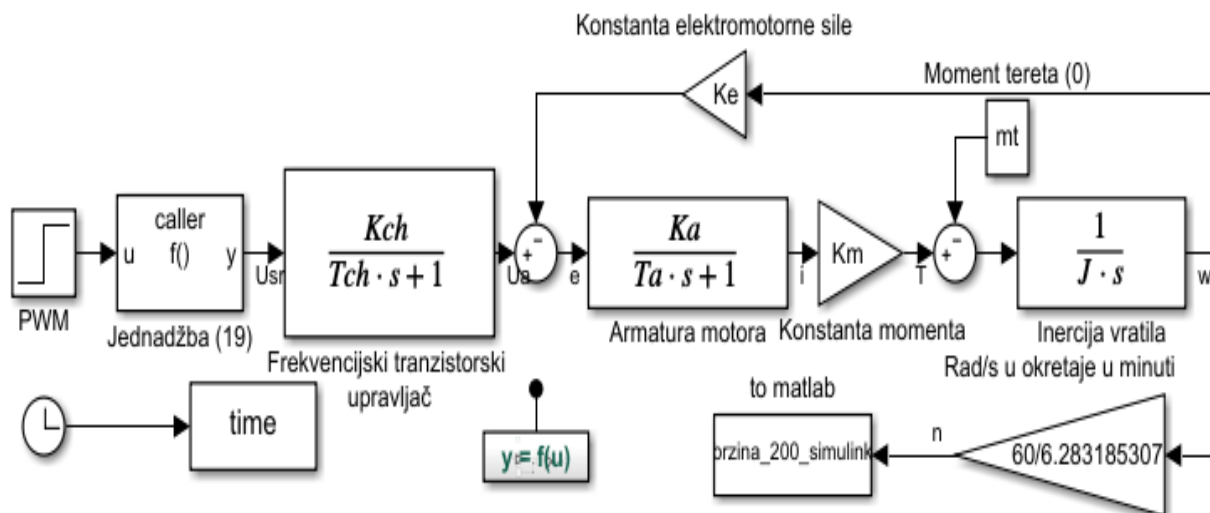 Konstanta elektromotorne sile
Ke
Moment tereta (0)
mt
caller
u f() y
Usr
Kch
Tch · s + 1
Ua
+
−
e
Ka
Ta · s + 1
i
Km
T
+
−
1
J · s
w
PWM
Jednadžba (19)
Frekvencijski tranzistorski
upravljač
Armatura motora
Konstanta momenta
Inercija vratila
Rad/s u okretaje u minuti
time
y = f(u)
to matlab
brzina_200_simulink
n
60/6.283185307